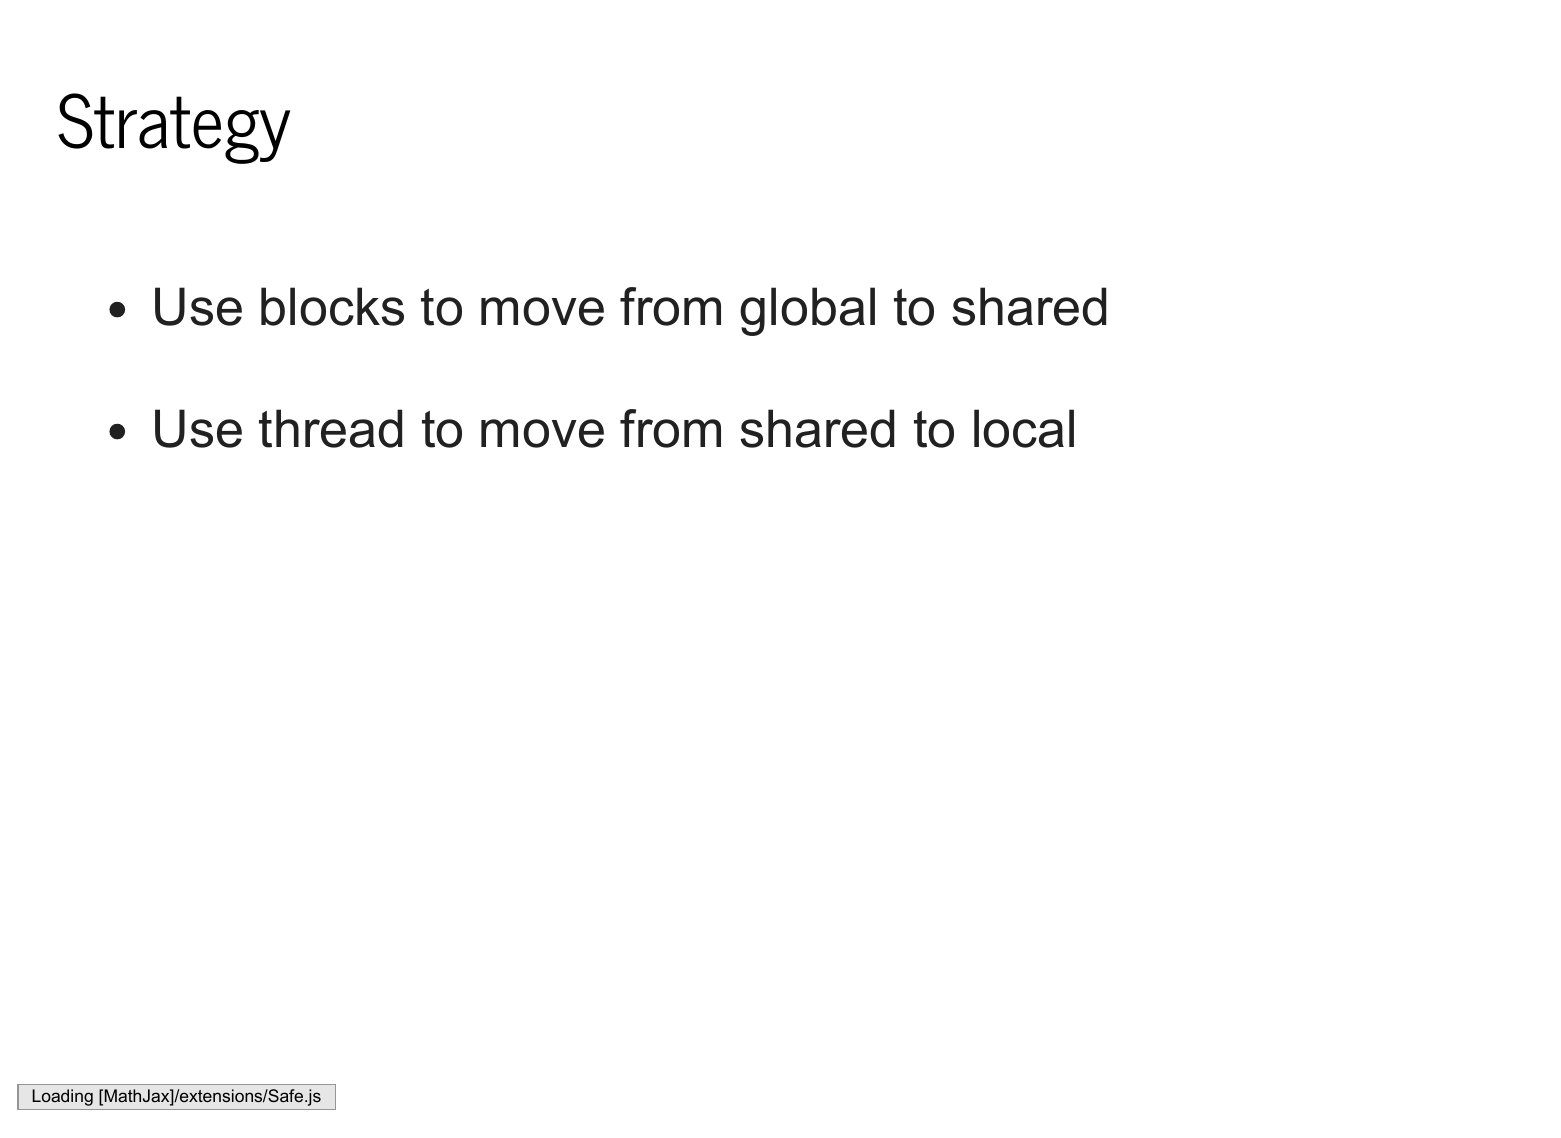 Strategy
• Use blocks to move from global to shared
• Use thread to move from shared to local
Loading [MathJax]/extensions/Safe.js